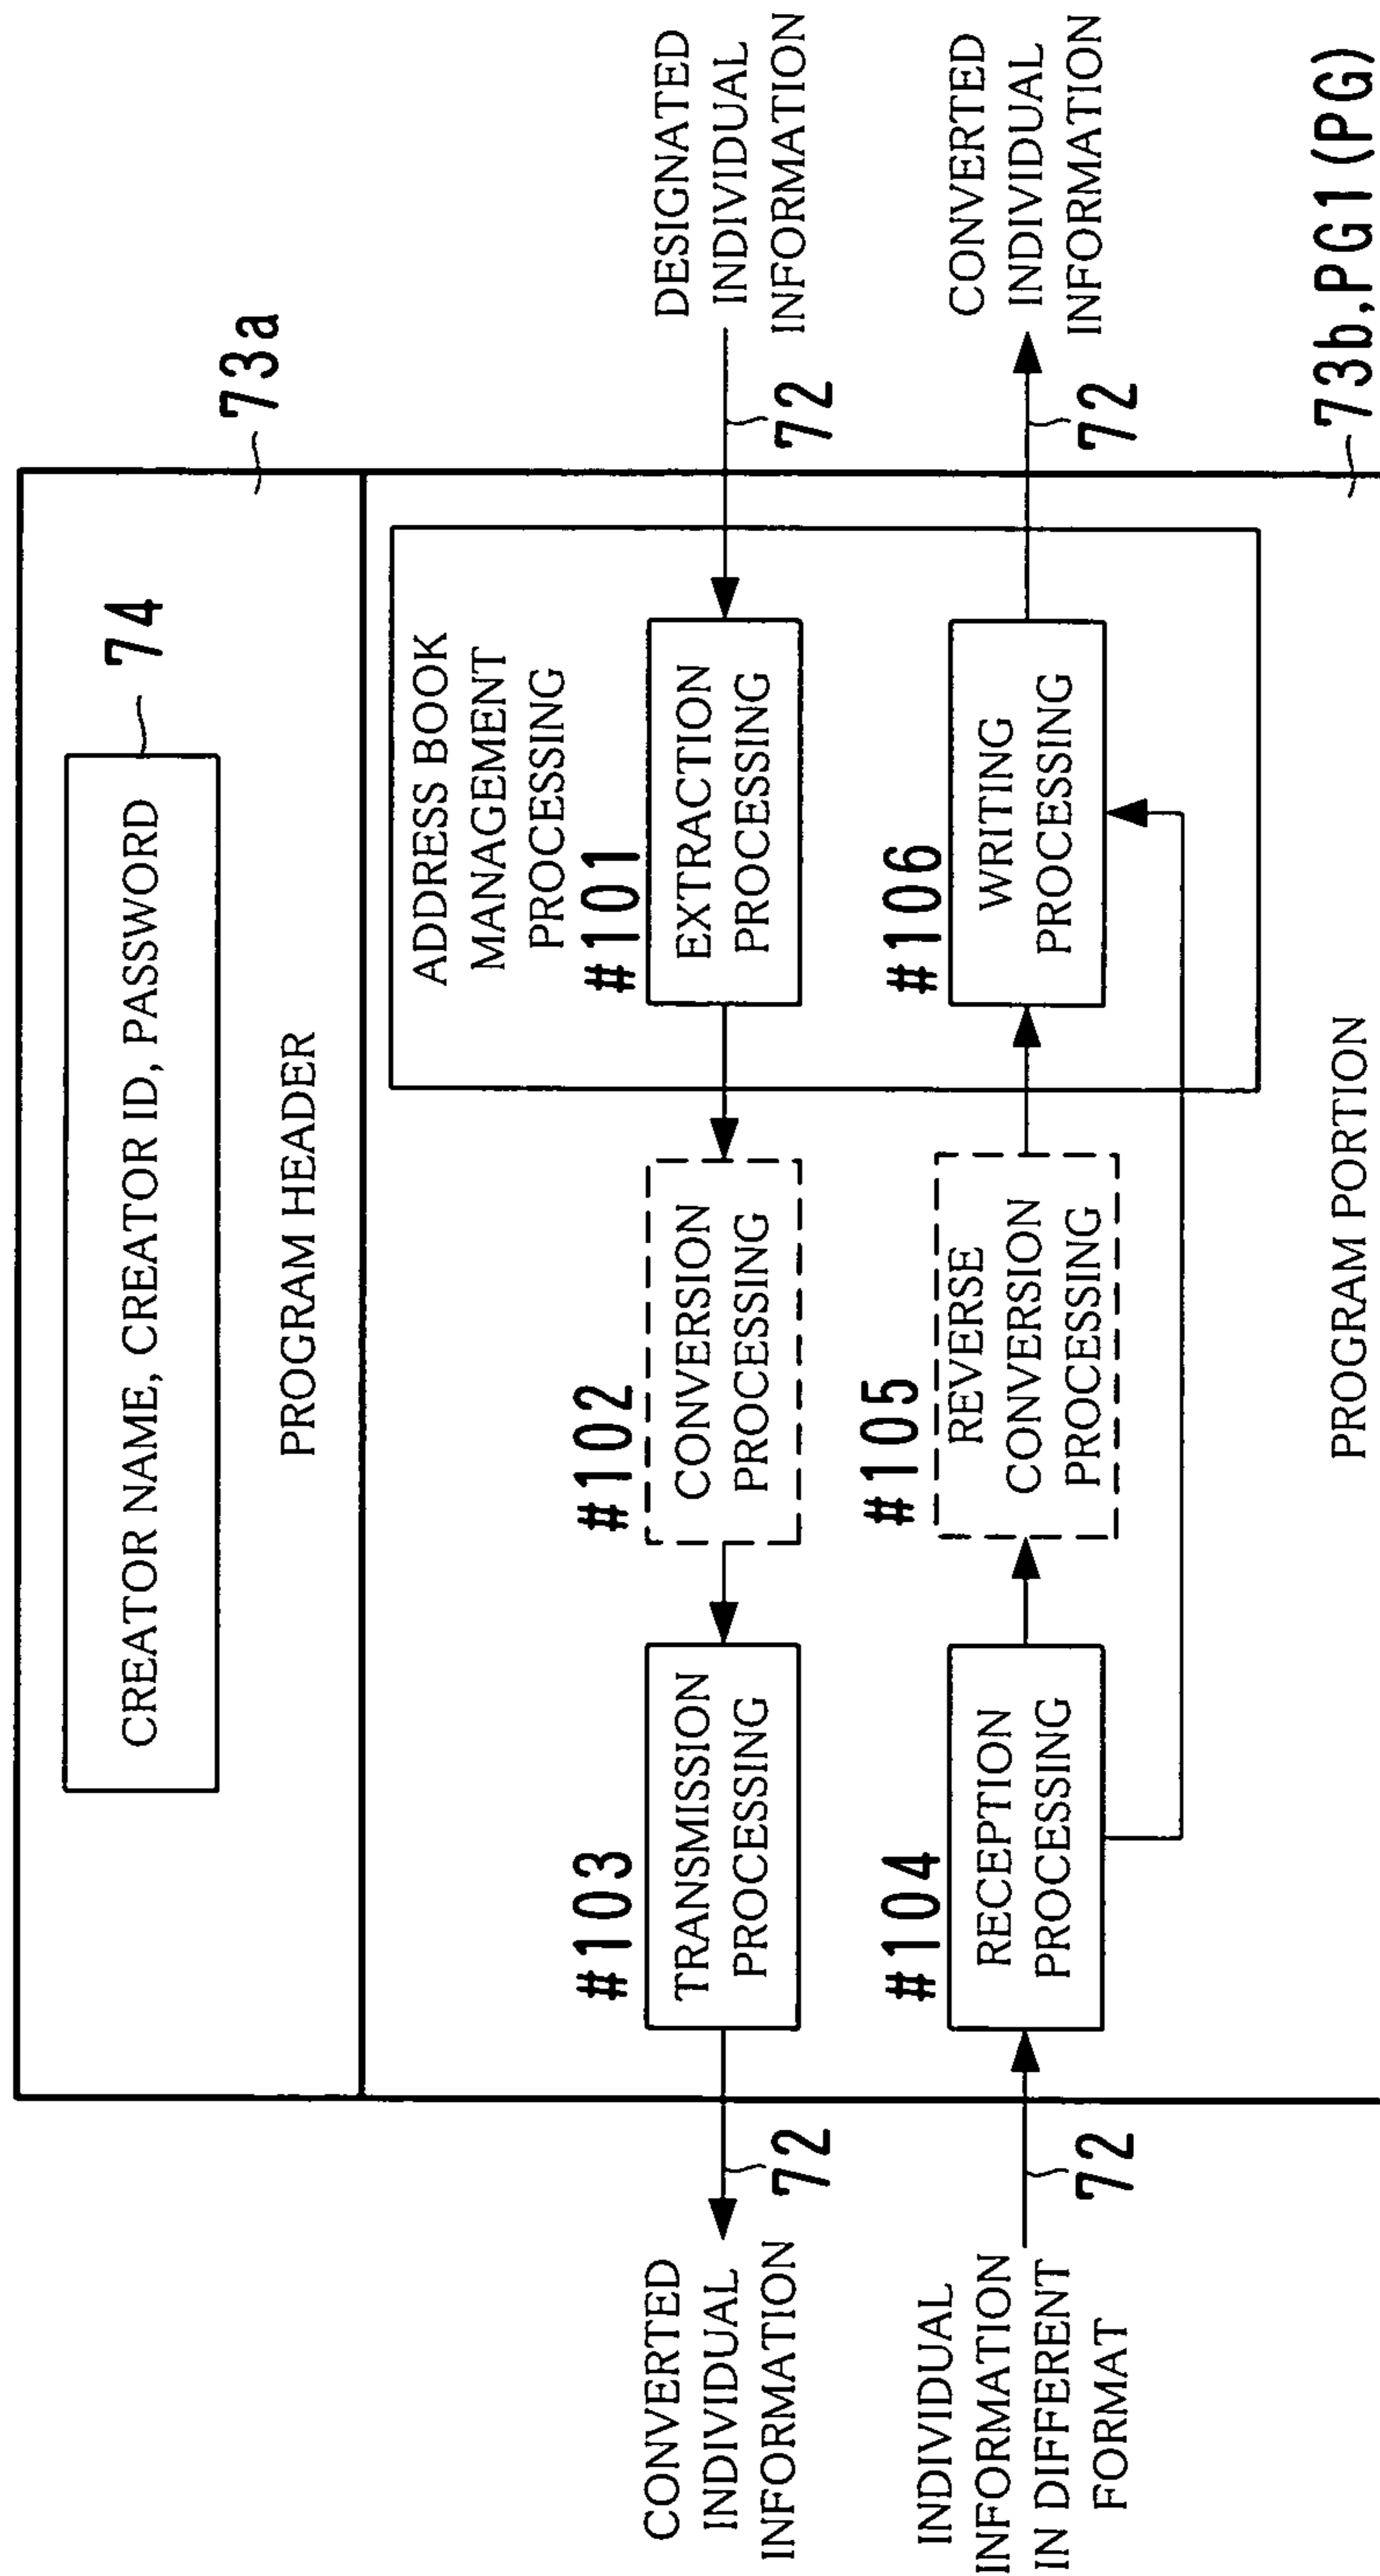 73a
74
CREATOR NAME, CREATOR ID, PASSWORD
PROGRAM HEADER
ADDRESS BOOK
MANAGEMENT
PROCESSING
#103
#102
#101
CONVERTED
INDIVIDUAL
INFORMATION
72
TRANSMISSION
PROCESSING
CONVERSION
PROCESSING
EXTRACTION
PROCESSING
72
DESIGNATED
INDIVIDUAL
INFORMATION
#104
#105
#106
INDIVIDUAL
INFORMATION
IN DIFFERENT
FORMAT
72
RECEPTION
PROCESSING
REVERSE
CONVERSION
PROCESSING
WRITING
PROCESSING
72
CONVERTED
INDIVIDUAL
INFORMATION
PROGRAM PORTION
73b,PG1(PG)